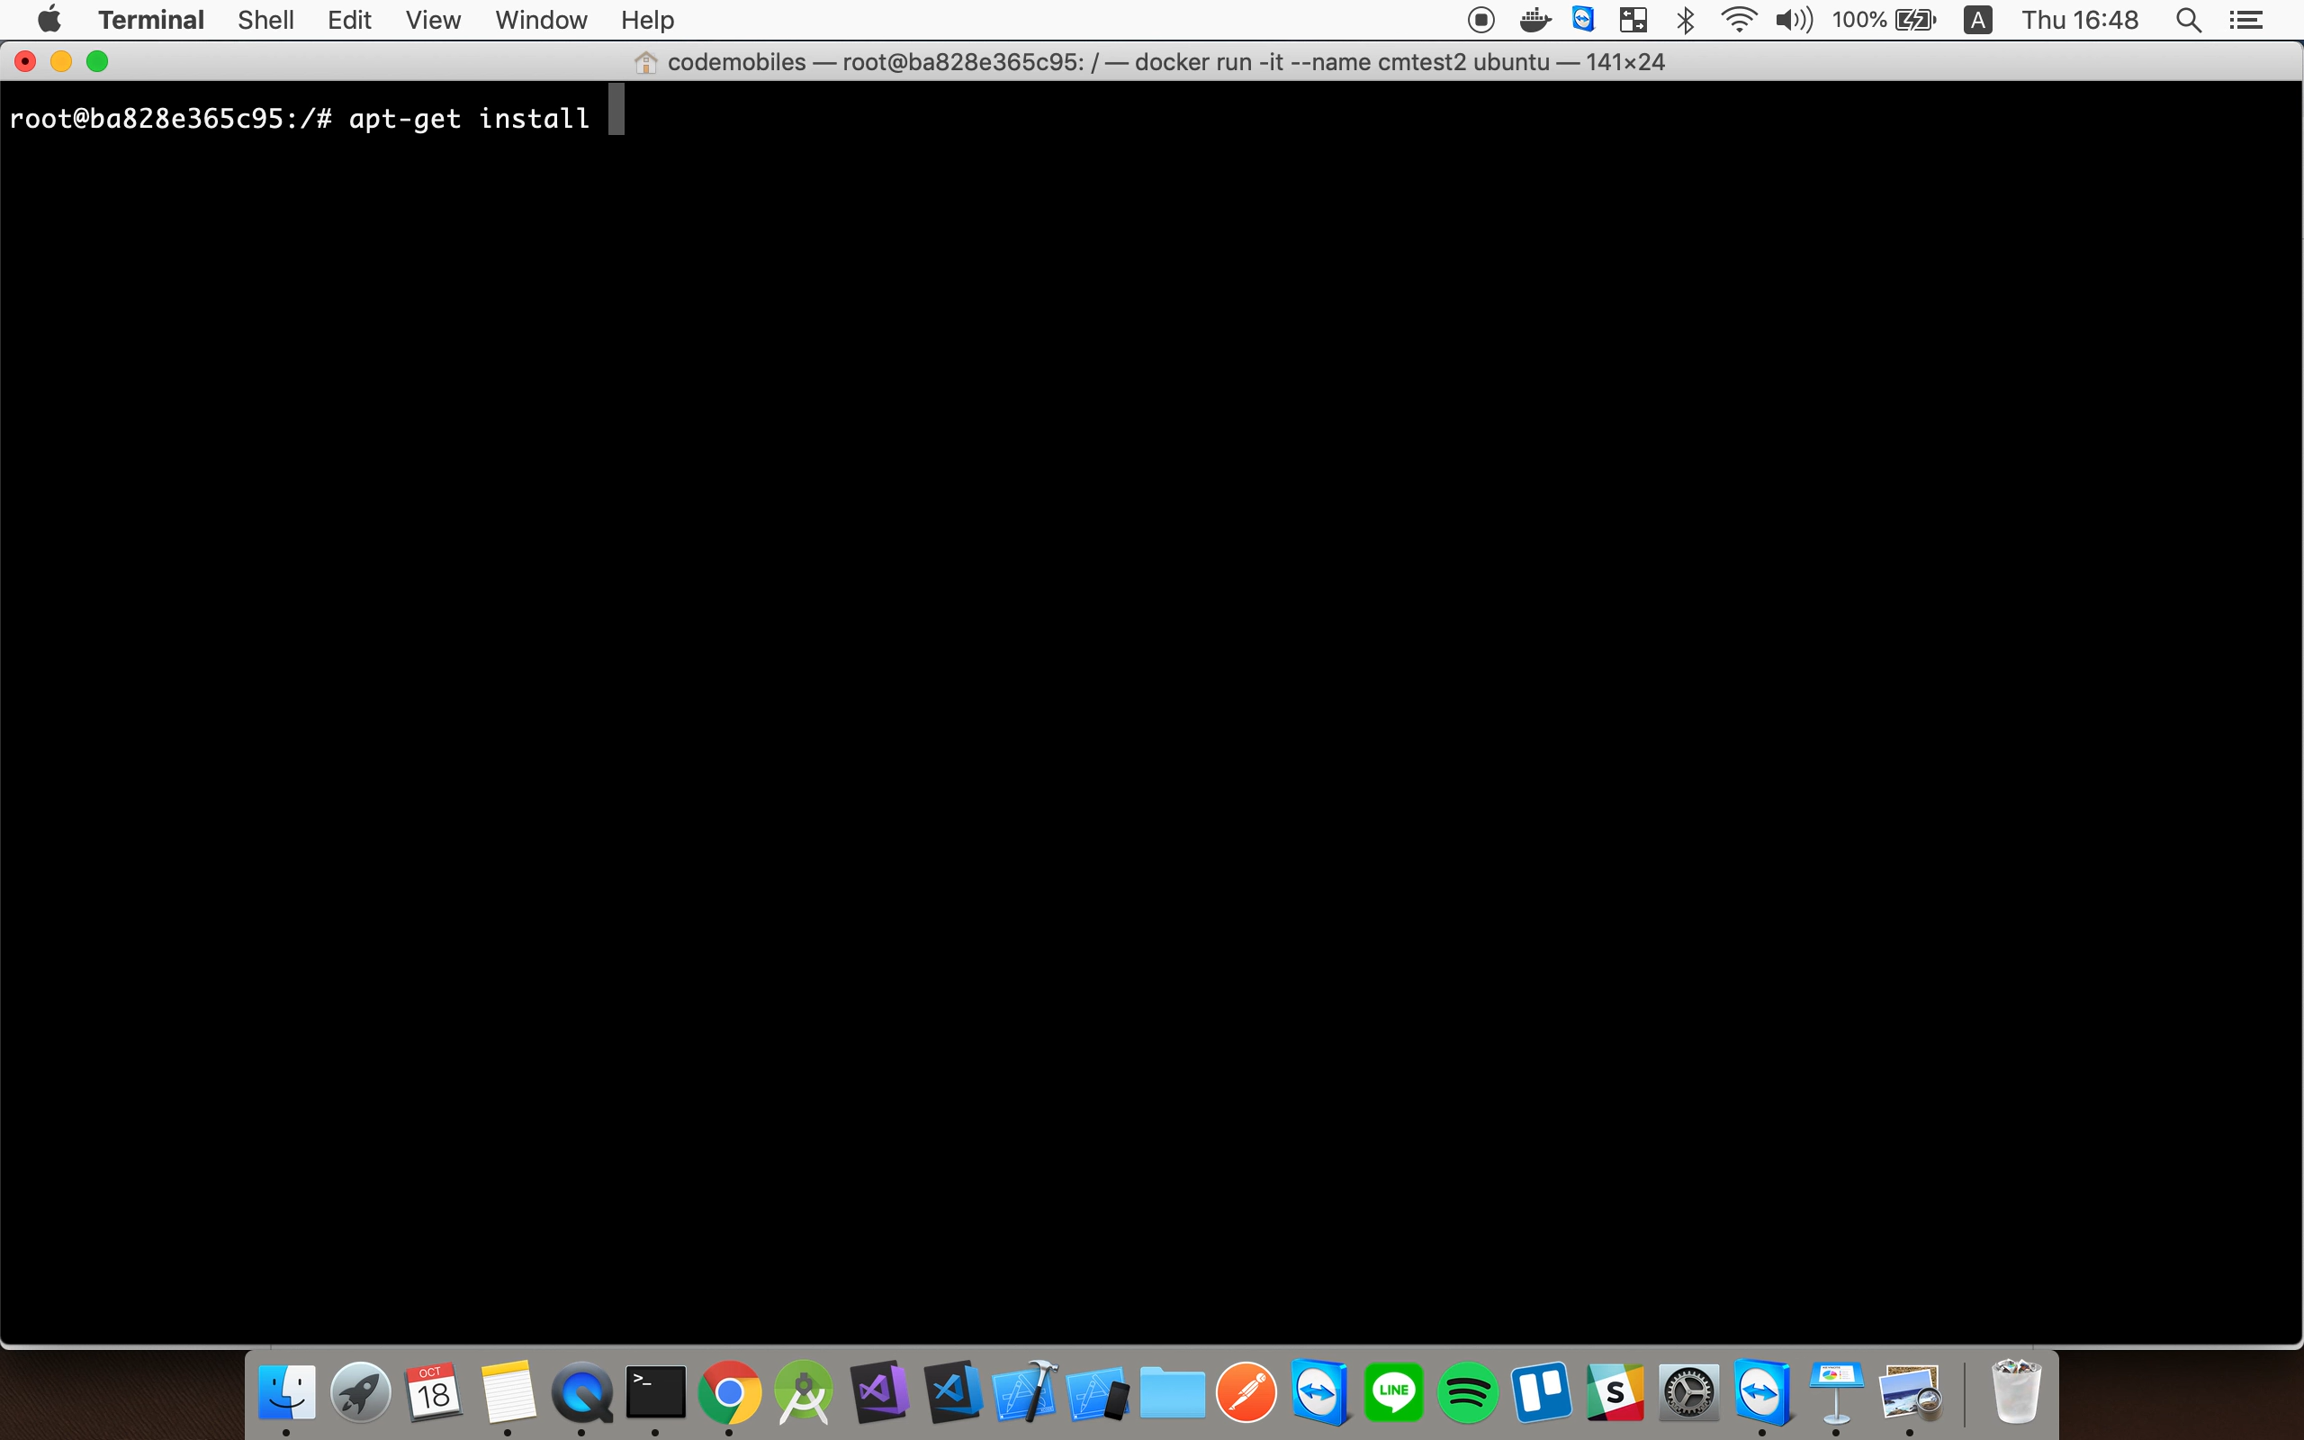 Terminal Shell Edit View Window Help 100% A Thu 16:48
codemobiles — root@ba828e365c95: / — docker run -it --name cmtest2 ubuntu — 141×24
root@ba828e365c95:/# apt-get install
OCT
18
>_
LINE
S